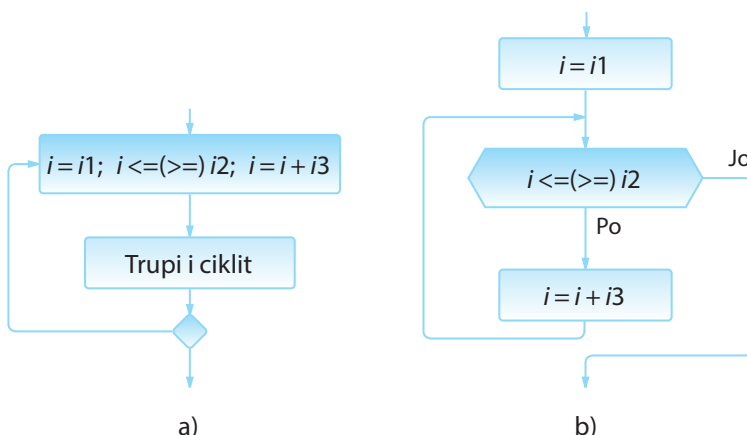 i = i1; i <=(>=) i2; i = i + i3
Trupi i ciklit
a)
i = i1
i <=(>=) i2
Jo
Po
i = i + i3
b)